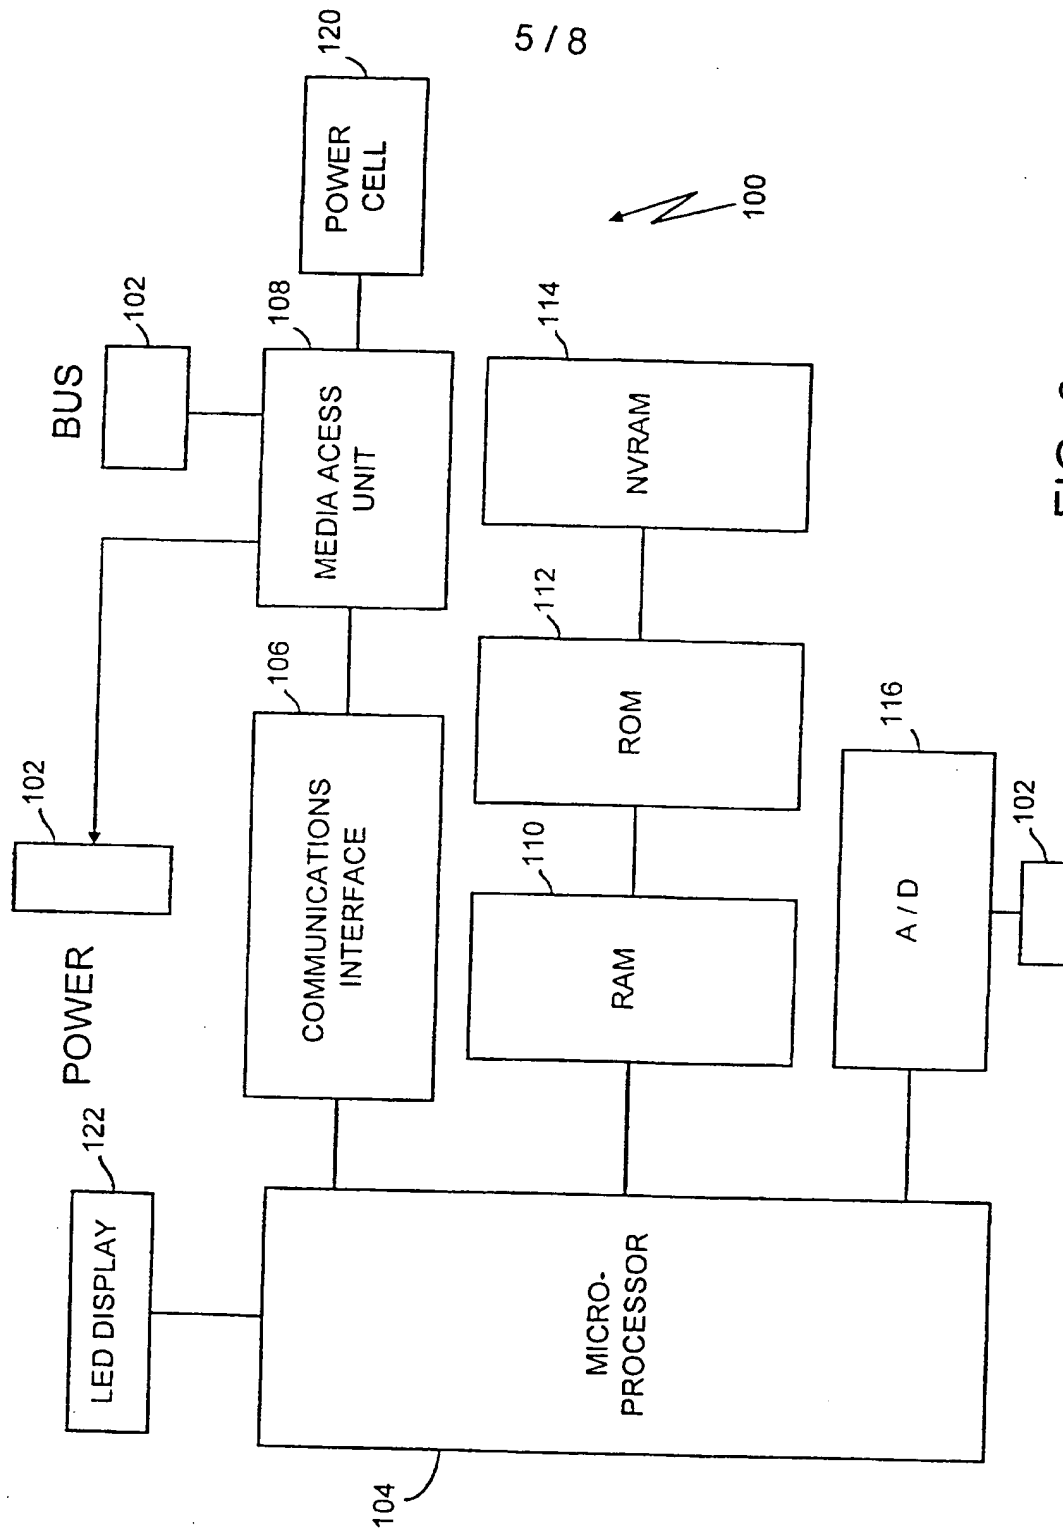 5 / 8
LED DISPLAY
122
POWER
102
BUS
102
120
POWER
CELL
108
MEDIA ACESS
UNIT
106
COMMUNICATIONS
INTERFACE
104
MICRO-
PROCESSOR
110
RAM
112
ROM
114
NVRAM
100
116
A / D
102
FIG